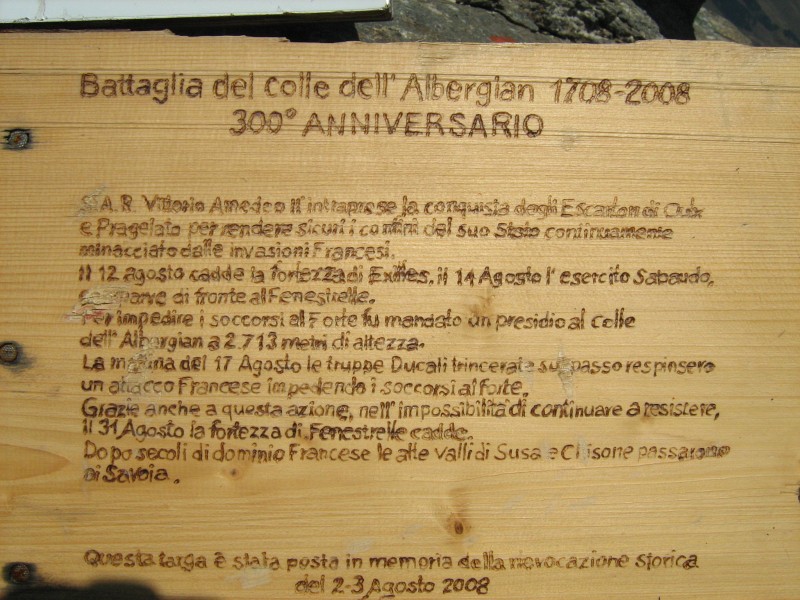 Battaglia del colle dell'Albergian 1708-2008
300° ANNIVERSARIO
S.A.R. Vittorio Amedeo II° intraprese la conquista degli Escarton di Oulx
e Pragelato per rendere sicuri i confini del suo Stato continuamente
minacciato dalle invasioni Francesi.
Il 12 agosto cadde la fortezza di Exilles, il 14 Agosto l'esercito Sabaudo,
comparve di fronte al Fenestrelle.
Per impedire i soccorsi al Forte fu mandato un presidio al colle
dell'Albergian a 2.713 metri di altezza.
La mattina del 17 Agosto le truppe Ducali trincerate sul passo respinsero
un attacco Francese impedendo i soccorsi al forte.
Grazie anche a questa azione, nell'impossibilità di continuare a resistere,
il 31 Agosto la fortezza di Fenestrelle cadde.
Dopo secoli di dominio Francese le alte valli di Susa e Chisone passarono
ai Savoia.
Questa targa è stata posta in memoria della rievocazione storica
del 2-3 Agosto 2008